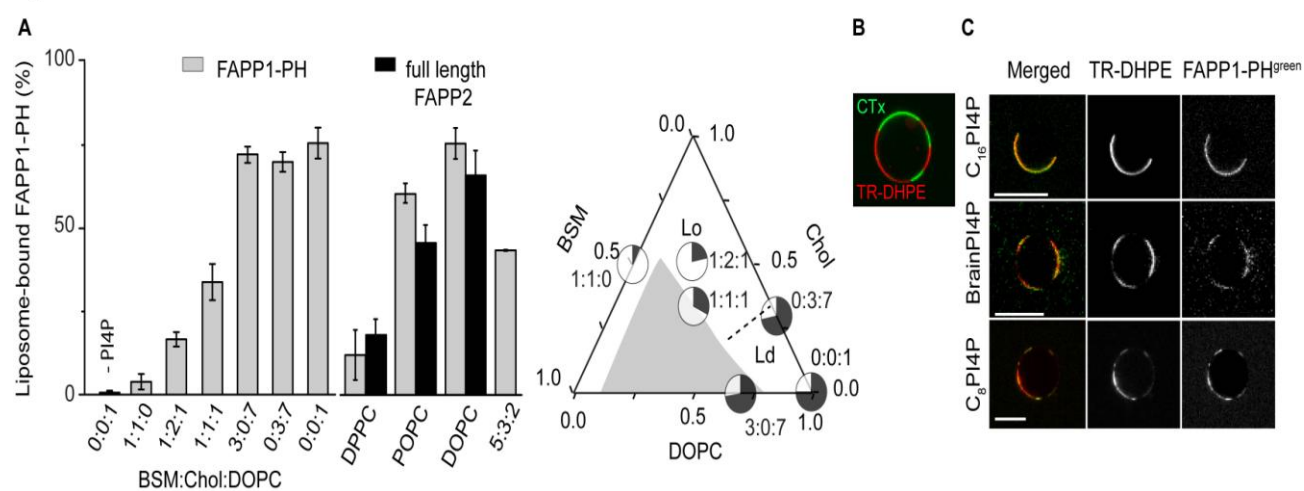 A
Liposome-bound FAPP1-PH (%)
100
50
0
FAPP1-PH
full length
FAPP2
- PI4P
0:0:1
1:1:0
1:2:1
1:1:1
3:0:7
0:3:7
0:0:1
DPPC
POPC
DOPC
5:3:2
BSM:Chol:DOPC
0.0
1.0
BSM
Chol
Lo
0.5
1:1:0
1:2:1
0.5
1:1:1
0:3:7
Ld
0:0:1
1.0
0.0
0.0
0.5
1.0
3:0:7
DOPC
B
CTx
TR-DHPE
C
Merged
TR-DHPE
FAPP1-PHgreen
C16PI4P
BrainPI4P
C8PI4P